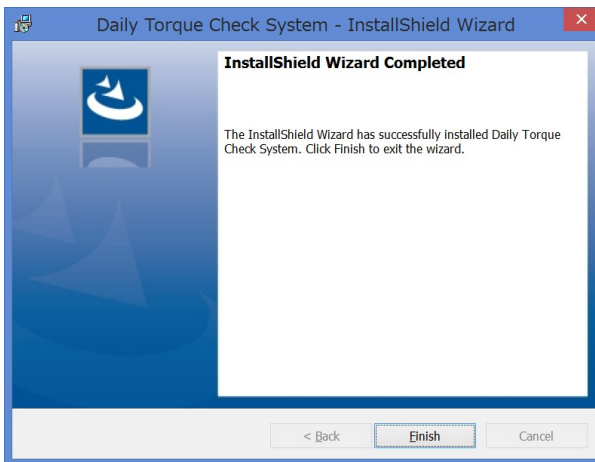 Daily Torque Check System - InstallShield Wizard
InstallShield Wizard Completed
The InstallShield Wizard has successfully installed Daily Torque
Check System. Click Finish to exit the wizard.
< Back Finish Cancel